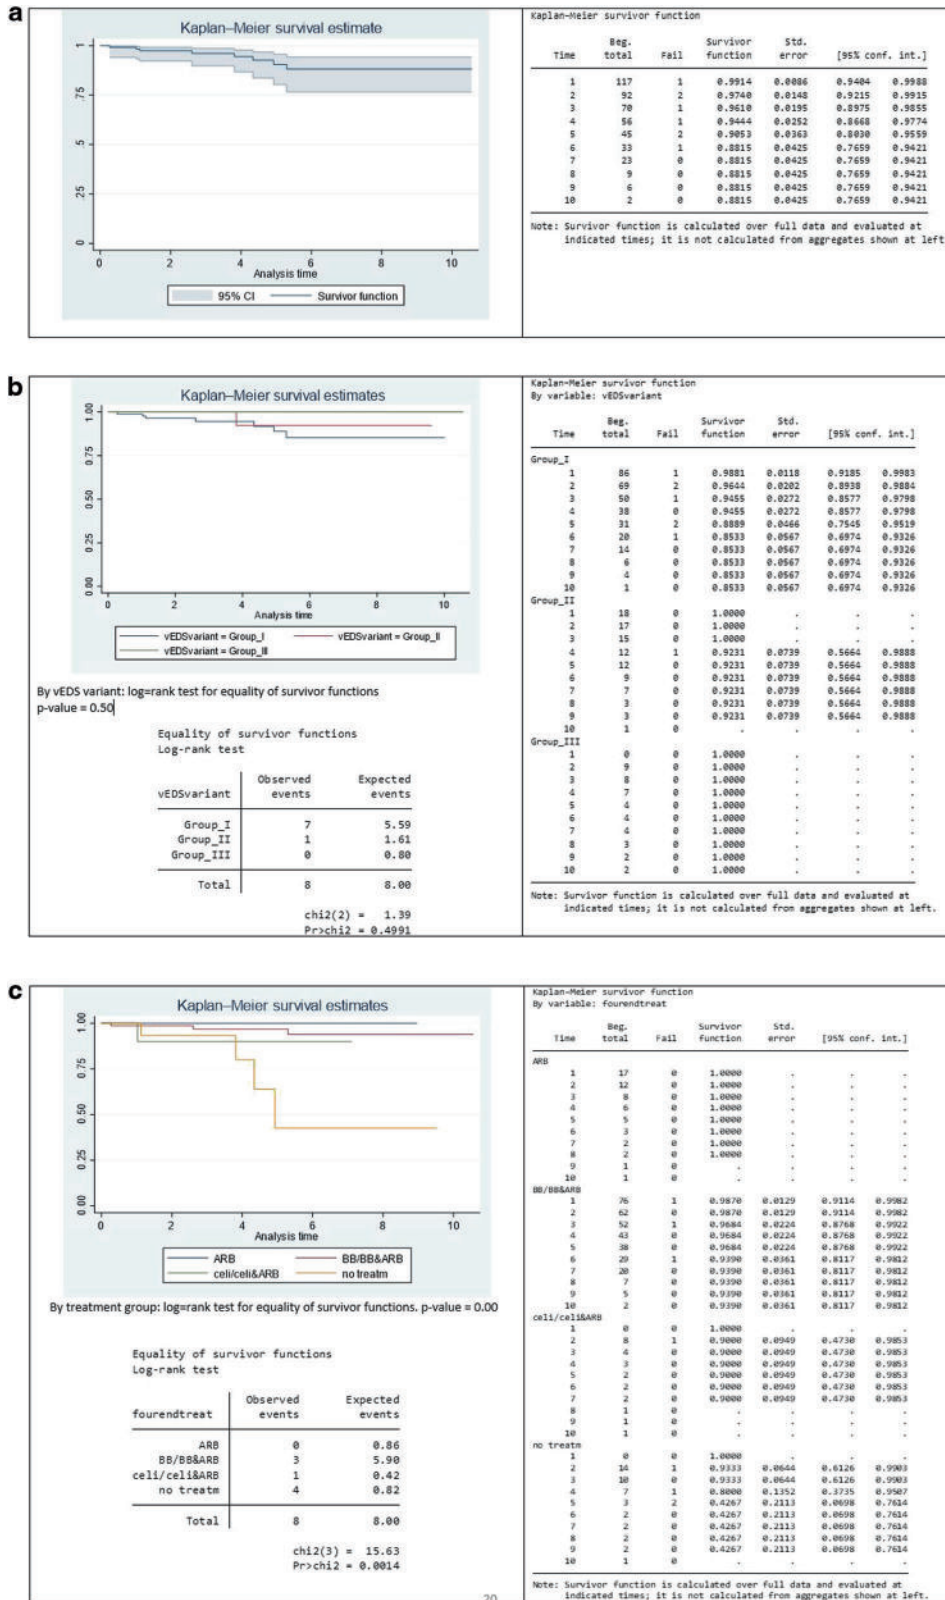 a
Kaplan–Meier survival estimate
1
.75
.5
.25
0
0 2 4 6 8 10
Analysis time
95% CI Survivor function
Kaplan–Meier survivor function
Beg. Survivor Std.
Time total Fail function error [95% conf. int.]
1 117 1 0.9914 0.0086 0.9404 0.9988
2 92 2 0.9740 0.0148 0.9215 0.9915
3 70 1 0.9610 0.0195 0.8975 0.9855
4 56 1 0.9444 0.0252 0.8668 0.9774
5 45 2 0.9053 0.0363 0.8030 0.9559
6 33 1 0.8815 0.0425 0.7659 0.9421
7 23 0 0.8815 0.0425 0.7659 0.9421
8 9 0 0.8815 0.0425 0.7659 0.9421
9 6 0 0.8815 0.0425 0.7659 0.9421
10 2 0 0.8815 0.0425 0.7659 0.9421
Note: Survivor function is calculated over full data and evaluated at
indicated times; it is not calculated from aggregates shown at left.
b
Kaplan–Meier survival estimates
1.00
0.75
0.50
0.25
0.00
0 2 4 6 8 10
Analysis time
vEDSvariant = Group_I vEDSvariant = Group_II
vEDSvariant = Group_III
By vEDS variant: log=rank test for equality of survivor functions
p-value = 0.50
Equality of survivor functions
Log-rank test
Observed Expected
vEDSvariant events events
Group_I 7 5.59
Group_II 1 1.61
Group_III 0 0.80
Total 8 8.00
chi2(2) = 1.39
Pr>chi2 = 0.4991
Kaplan–Meier survivor function
By variable: vEDSvariant
Beg. Survivor Std.
Time total Fail function error [95% conf. int.]
Group_I
1 86 1 0.9881 0.0118 0.9185 0.9983
2 69 2 0.9644 0.0202 0.8938 0.9884
3 50 1 0.9455 0.0272 0.8577 0.9798
4 38 0 0.9455 0.0272 0.8577 0.9798
5 31 2 0.8889 0.0466 0.7545 0.9519
6 20 1 0.8533 0.0567 0.6974 0.9326
7 14 0 0.8533 0.0567 0.6974 0.9326
8 6 0 0.8533 0.0567 0.6974 0.9326
9 4 0 0.8533 0.0567 0.6974 0.9326
10 1 0 0.8533 0.0567 0.6974 0.9326
Group_II
1 18 0 1.0000 . . .
2 17 0 1.0000 . . .
3 15 0 1.0000 . . .
4 12 1 0.9231 0.0739 0.5664 0.9888
5 12 0 0.9231 0.0739 0.5664 0.9888
6 9 0 0.9231 0.0739 0.5664 0.9888
7 7 0 0.9231 0.0739 0.5664 0.9888
8 3 0 0.9231 0.0739 0.5664 0.9888
9 3 0 0.9231 0.0739 0.5664 0.9888
10 1 0 . . . .
Group_III
1 0 0 1.0000 . . .
2 9 0 1.0000 . . .
3 8 0 1.0000 . . .
4 7 0 1.0000 . . .
5 4 0 1.0000 . . .
6 4 0 1.0000 . . .
7 4 0 1.0000 . . .
8 3 0 1.0000 . . .
9 2 0 1.0000 . . .
10 2 0 1.0000 . . .
Note: Survivor function is calculated over full data and evaluated at
indicated times; it is not calculated from aggregates shown at left.
c
Kaplan–Meier survival estimates
1.00
0.75
0.50
0.25
0.00
0 2 4 6 8 10
Analysis time
ARB BB/BB&ARB
celi/celi&ARB no treatm
By treatment group: log=rank test for equality of survivor functions. p-value = 0.00
Equality of survivor functions
Log-rank test
Observed Expected
fourendtreat events events
ARB 0 0.86
BB/BB&ARB 3 5.90
celi/celi&ARB 1 0.42
no treatm 4 0.82
Total 8 8.00
chi2(3) = 15.63
Pr>chi2 = 0.0014
Kaplan–Meier survivor function
By variable: fourendtreat
Beg. Survivor Std.
Time total Fail function error [95% conf. int.]
ARB
1 17 0 1.0000 . . .
2 12 0 1.0000 . . .
3 8 0 1.0000 . . .
4 6 0 1.0000 . . .
5 5 0 1.0000 . . .
6 3 0 1.0000 . . .
7 2 0 1.0000 . . .
8 2 0 1.0000 . . .
9 1 0 . . . .
10 1 0 . . . .
BB/BB&ARB
1 76 1 0.9870 0.0129 0.9114 0.9982
2 62 0 0.9870 0.0129 0.9114 0.9982
3 52 1 0.9684 0.0224 0.8768 0.9922
4 43 0 0.9684 0.0224 0.8768 0.9922
5 38 0 0.9684 0.0224 0.8768 0.9922
6 29 1 0.9390 0.0361 0.8117 0.9812
7 20 0 0.9390 0.0361 0.8117 0.9812
8 7 0 0.9390 0.0361 0.8117 0.9812
9 5 0 0.9390 0.0361 0.8117 0.9812
10 2 0 0.9390 0.0361 0.8117 0.9812
celi/celi&ARB
1 0 0 1.0000 . . .
2 8 1 0.9000 0.0949 0.4730 0.9853
3 4 0 0.9000 0.0949 0.4730 0.9853
4 3 0 0.9000 0.0949 0.4730 0.9853
5 2 0 0.9000 0.0949 0.4730 0.9853
6 2 0 0.9000 0.0949 0.4730 0.9853
7 2 0 0.9000 0.0949 0.4730 0.9853
8 1 0 . . . .
9 1 0 . . . .
10 1 0 . . . .
no treatm
1 0 0 1.0000 . . .
2 14 1 0.9333 0.0644 0.6126 0.9903
3 10 0 0.9333 0.0644 0.6126 0.9903
4 7 1 0.8000 0.1352 0.3735 0.9507
5 3 2 0.4267 0.2113 0.0698 0.7614
6 2 0 0.4267 0.2113 0.0698 0.7614
7 2 0 0.4267 0.2113 0.0698 0.7614
8 2 0 0.4267 0.2113 0.0698 0.7614
9 2 0 0.4267 0.2113 0.0698 0.7614
10 1 0 . . . .
Note: Survivor function is calculated over full data and evaluated at
indicated times; it is not calculated from aggregates shown at left.